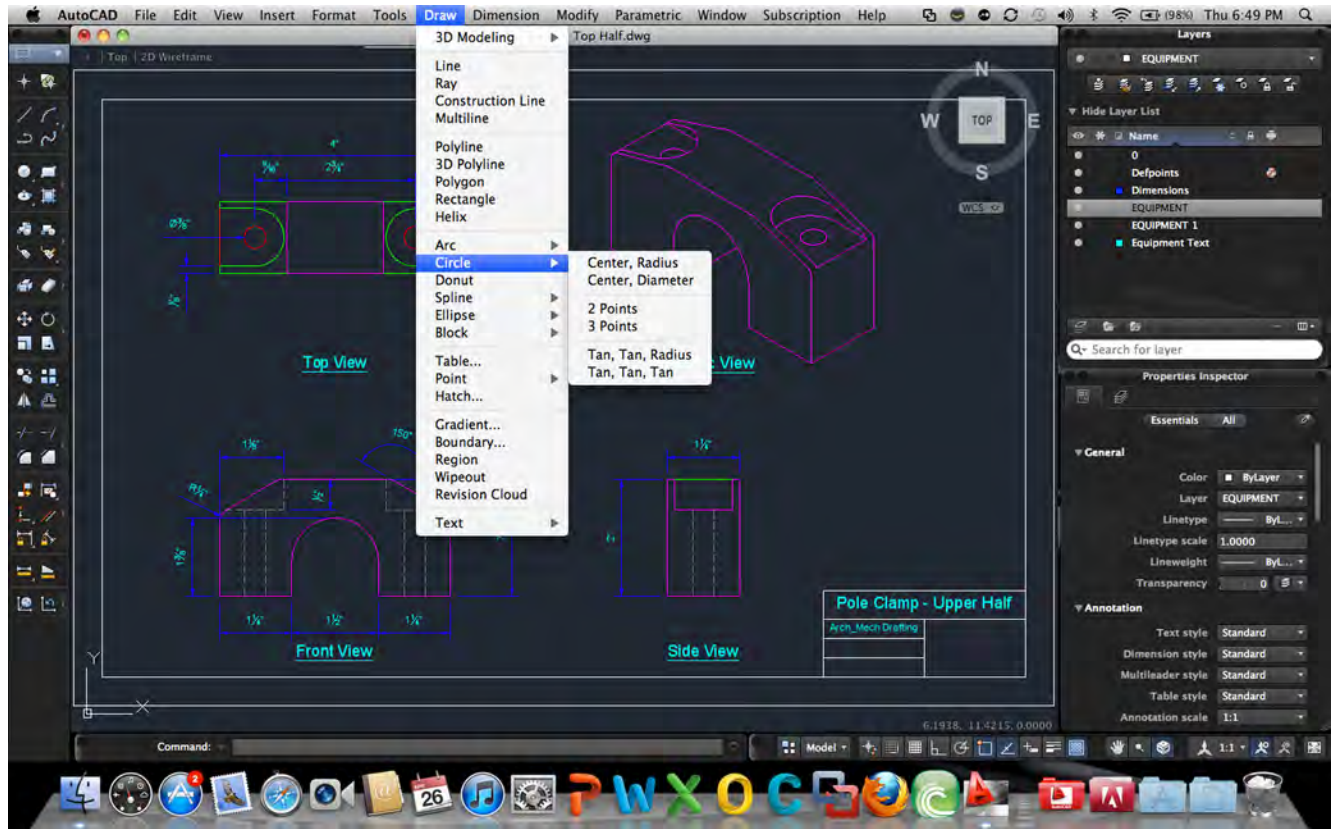 AutoCAD File Edit View Insert Format Tools Draw Dimension Modify Parametric Window Subscription Help (98%) Thu 6:49 PM
Top Half.dwg
Top | 2D Wireframe
3D Modeling
Line
Ray
Construction Line
Multiline
Polyline
3D Polyline
Polygon
Rectangle
Helix
Arc
Circle
Donut
Spline
Ellipse
Block
Table...
Point
Hatch...
Gradient...
Boundary...
Region
Wipeout
Revision Cloud
Text
Center, Radius
Center, Diameter
2 Points
3 Points
Tan, Tan, Radius
Tan, Tan, Tan
N
W TOP E
S
WCS
4"
Top View
View
150°
1½"
Front View
Side View
Pole Clamp - Upper Half
Arch_Mech Drafting
Y
X
6.1938, 11.4215, 0.0000
Command:
Model
1:1
Layers
EQUIPMENT
Hide Layer List
Name
0
Defpoints
Dimensions
EQUIPMENT
EQUIPMENT 1
Equipment Text
Search for layer
Properties Inspector
Essentials All
General
Color ByLayer
Layer EQUIPMENT
Linetype ByL...
Linetype scale 1.0000
Lineweight ByL...
Transparency 0
Annotation
Text style Standard
Dimension style Standard
Multileader style Standard
Table style Standard
Annotation scale 1:1
2
26
P W X O C